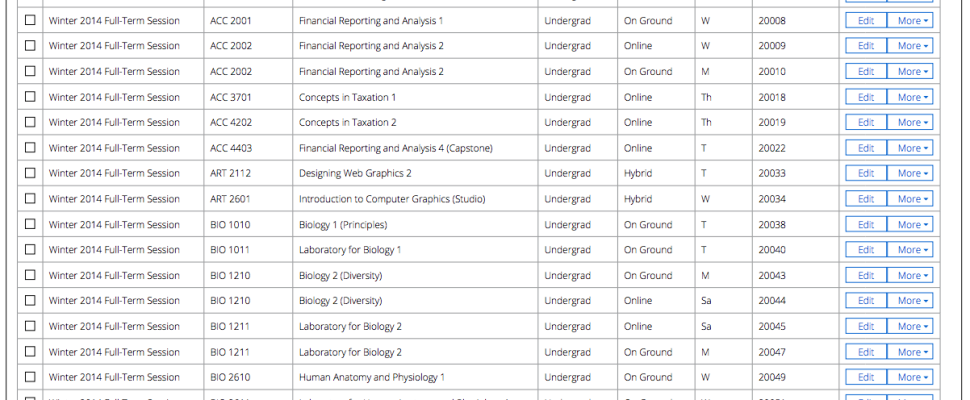 Winter 2014 Full-Term Session ACC 2001 Financial Reporting and Analysis 1 Undergrad On Ground W 20008 Edit More
Winter 2014 Full-Term Session ACC 2002 Financial Reporting and Analysis 2 Undergrad Online W 20009 Edit More
Winter 2014 Full-Term Session ACC 2002 Financial Reporting and Analysis 2 Undergrad On Ground M 20010 Edit More
Winter 2014 Full-Term Session ACC 3701 Concepts in Taxation 1 Undergrad Online Th 20018 Edit More
Winter 2014 Full-Term Session ACC 4202 Concepts in Taxation 2 Undergrad Online Th 20019 Edit More
Winter 2014 Full-Term Session ACC 4403 Financial Reporting and Analysis 4 (Capstone) Undergrad Online T 20022 Edit More
Winter 2014 Full-Term Session ART 2112 Designing Web Graphics 2 Undergrad Hybrid T 20033 Edit More
Winter 2014 Full-Term Session ART 2601 Introduction to Computer Graphics (Studio) Undergrad Hybrid W 20034 Edit More
Winter 2014 Full-Term Session BIO 1010 Biology 1 (Principles) Undergrad On Ground T 20038 Edit More
Winter 2014 Full-Term Session BIO 1011 Laboratory for Biology 1 Undergrad On Ground T 20040 Edit More
Winter 2014 Full-Term Session BIO 1210 Biology 2 (Diversity) Undergrad On Ground M 20043 Edit More
Winter 2014 Full-Term Session BIO 1210 Biology 2 (Diversity) Undergrad Online Sa 20044 Edit More
Winter 2014 Full-Term Session BIO 1211 Laboratory for Biology 2 Undergrad Online Sa 20045 Edit More
Winter 2014 Full-Term Session BIO 1211 Laboratory for Biology 2 Undergrad On Ground M 20047 Edit More
Winter 2014 Full-Term Session BIO 2610 Human Anatomy and Physiology 1 Undergrad On Ground W 20049 Edit More